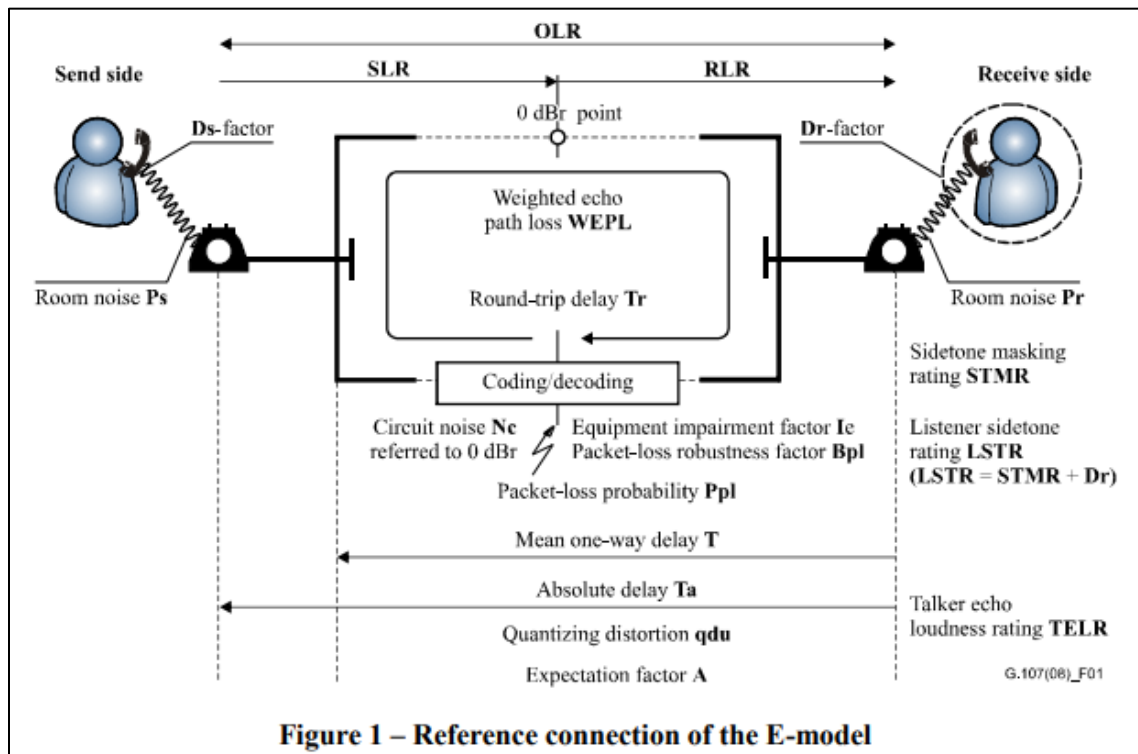 OLR
Send side
SLR
RLR
Receive side
0 dBr point
Ds-factor
Dr-factor
Weighted echo
path loss WEPL
Room noise Ps
Round-trip delay Tr
Room noise Pr
Sidetone masking
rating STMR
Coding/decoding
Circuit noise Nc
referred to 0 dBr
Equipment impairment factor Ie
Packet-loss robustness factor Bpl
Listener sidetone
rating LSTR
(LSTR = STMR + Dr)
Packet-loss probability Ppl
Mean one-way delay T
Absolute delay Ta
Talker echo
loudness rating TELR
Quantizing distortion qdu
Expectation factor A
G.107(08)_F01
Figure 1 – Reference connection of the E-model